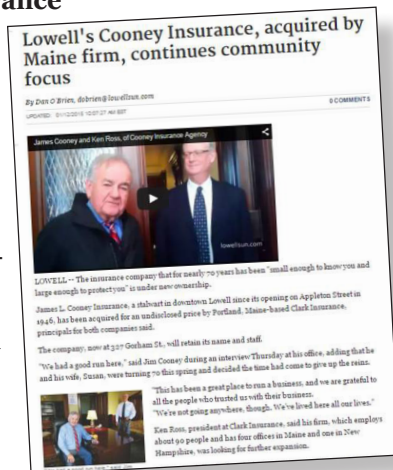 ance
Lowell's Cooney Insurance, acquired by
Maine firm, continues community
focus
By Dan O'Brien, dobrien@lowellsun.com
UPDATED: 01/12/2015 10:07:27 AM EST
0 COMMENTS
James Cooney and Ken Ross, of Cooney Insurance Agency
lowellsun.com
LOWELL -- The insurance company that for nearly 70 years has been "small enough to know you and
large enough to protect you" is under new ownership.
James L. Cooney Insurance, a stalwart in downtown Lowell since its opening on Appleton Street in
1946, has been acquired for an undisclosed price by Portland, Maine-based Clark Insurance,
principals for both companies said.
The company, now at 327 Gorham St., will retain its name and staff.
"We had a good run here," said Jim Cooney during an interview Thursday at his office, adding that he
and his wife, Susan, were turning 70 this spring and decided the time had come to give up the reins.
"This has been a great place to run a business, and we are grateful to
all the people who trusted us with their business.
"We're not going anywhere, though. We've lived here all our lives."
Ken Ross, president at Clark Insurance, said his firm, which employs
about 90 people and has four offices in Maine and one in New
Hampshire, was looking for further expansion.